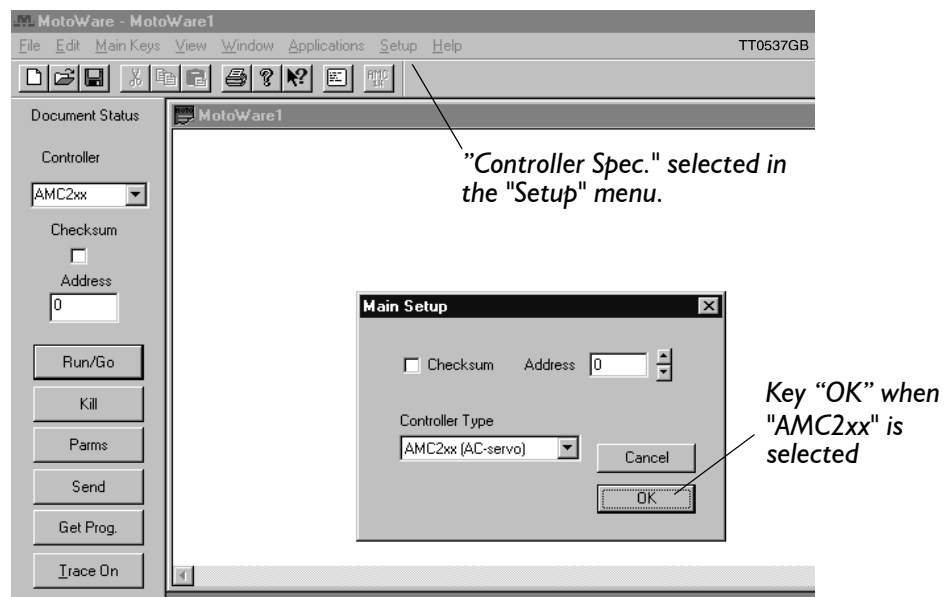 MotoWare - MotoWare1
File Edit Main Keys View Window Applications Setup Help
TT0537GB
AMC
1X
Document Status
MotoWare1
Controller
AMC2xx
Checksum
Address
0
Run/Go
Kill
Parms
Send
Get Prog.
Trace On
”Controller Spec." selected in
the "Setup" menu.
Main Setup
Checksum Address 0
Controller Type
AMC2xx (AC-servo)
Cancel
OK
Key “OK” when
"AMC2xx" is
selected